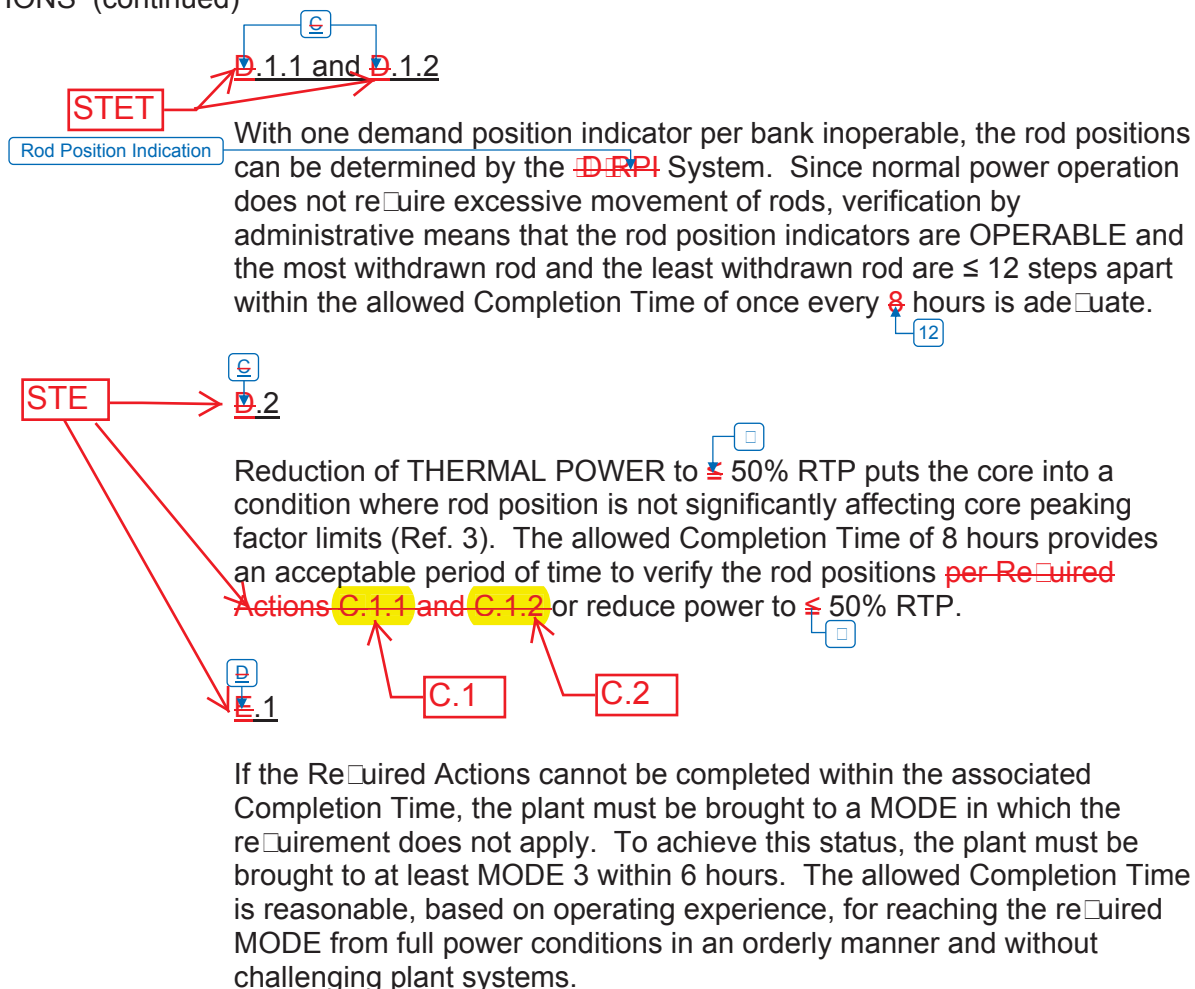 IONS (continued)
C
D.1.1 and D.1.2
STET
With one demand position indicator per bank inoperable, the rod positions
Rod Position Indication
can be determined by the □D□RPI System. Since normal power operation
does not re□uire excessive movement of rods, verification by
administrative means that the rod position indicators are OPERABLE and
the most withdrawn rod and the least withdrawn rod are ≤ 12 steps apart
within the allowed Completion Time of once every 8 hours is ade□uate.
12
C
STE
D.2
□
Reduction of THERMAL POWER to ≤ 50% RTP puts the core into a
condition where rod position is not significantly affecting core peaking
factor limits (Ref. 3). The allowed Completion Time of 8 hours provides
an acceptable period of time to verify the rod positions per Re□uired
Actions C.1.1 and C.1.2 or reduce power to ≤ 50% RTP.
□
D
C.1
C.2
E.1
If the Re□uired Actions cannot be completed within the associated
Completion Time, the plant must be brought to a MODE in which the
re□uirement does not apply. To achieve this status, the plant must be
brought to at least MODE 3 within 6 hours. The allowed Completion Time
is reasonable, based on operating experience, for reaching the re□uired
MODE from full power conditions in an orderly manner and without
challenging plant systems.